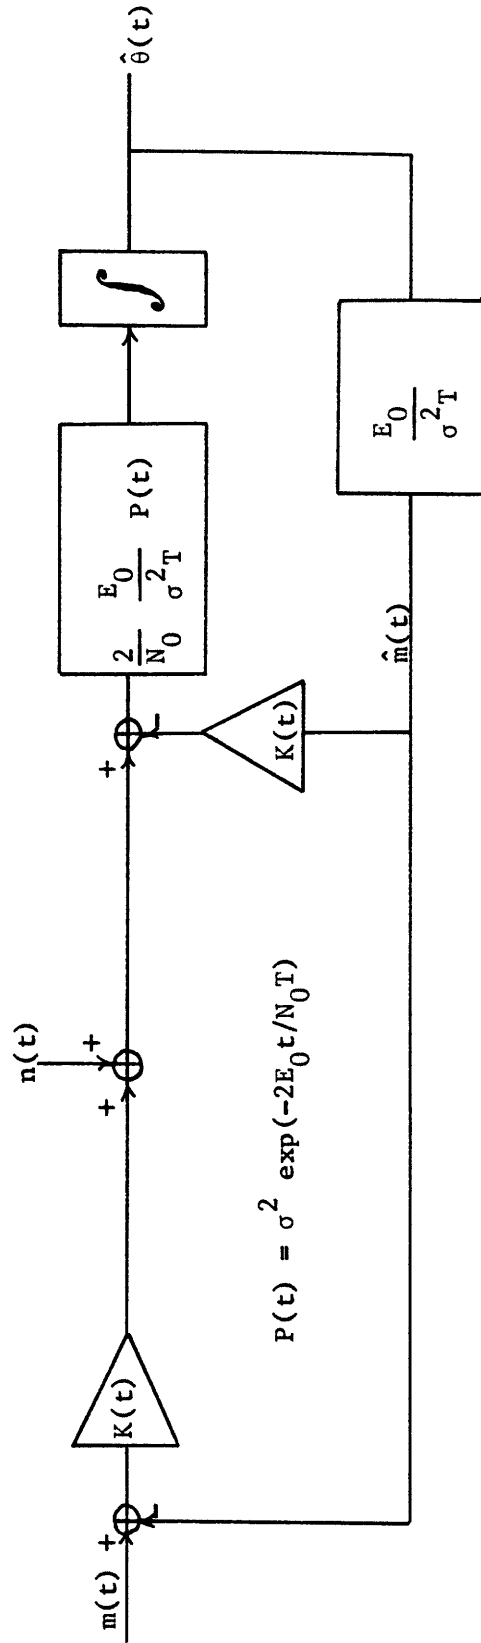 m(t)
+
-
K(t)
+
n(t)
+
+
-
K(t)
2/N₀ E₀/σ²T P(t)
∫
θ̂(t)
m̂(t)
E₀/σ²T
P(t) = σ² exp(-2E₀t/N₀T)